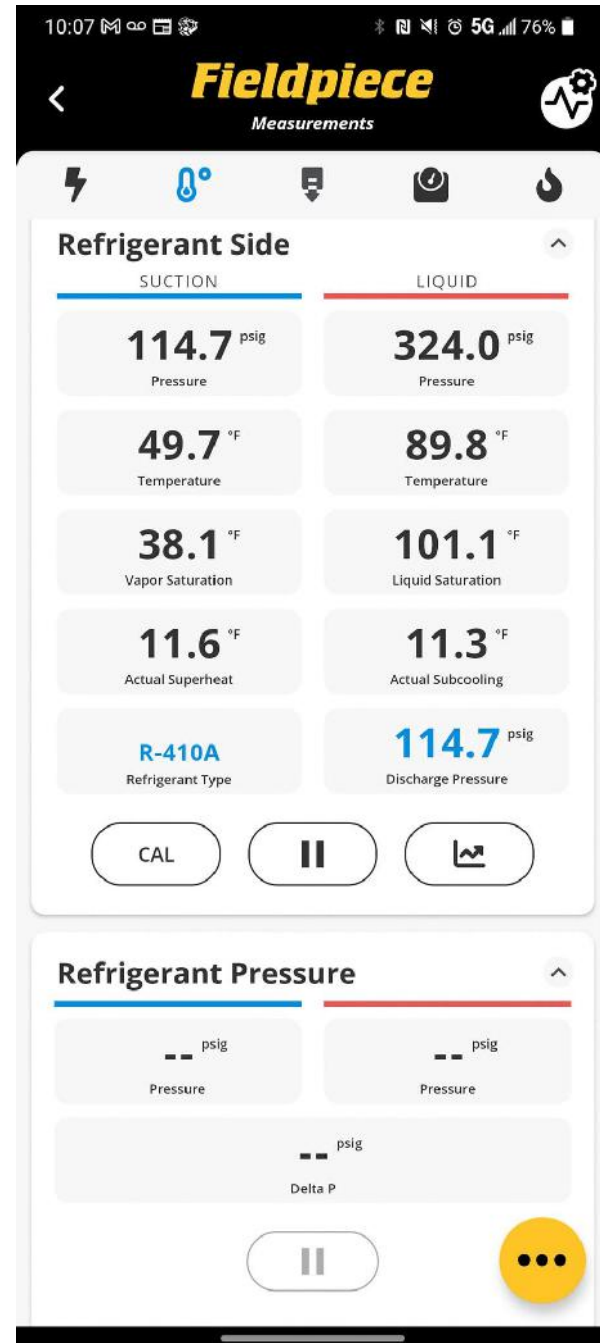 10:07 5G 76%
Fieldpiece
Measurements
Refrigerant Side
SUCTION LIQUID
114.7 psig 324.0 psig
Pressure Pressure
49.7 °F 89.8 °F
Temperature Temperature
38.1 °F 101.1 °F
Vapor Saturation Liquid Saturation
11.6 °F 11.3 °F
Actual Superheat Actual Subcooling
R-410A 114.7 psig
Refrigerant Type Discharge Pressure
CAL
Refrigerant Pressure
-- psig -- psig
Pressure Pressure
-- psig
Delta P